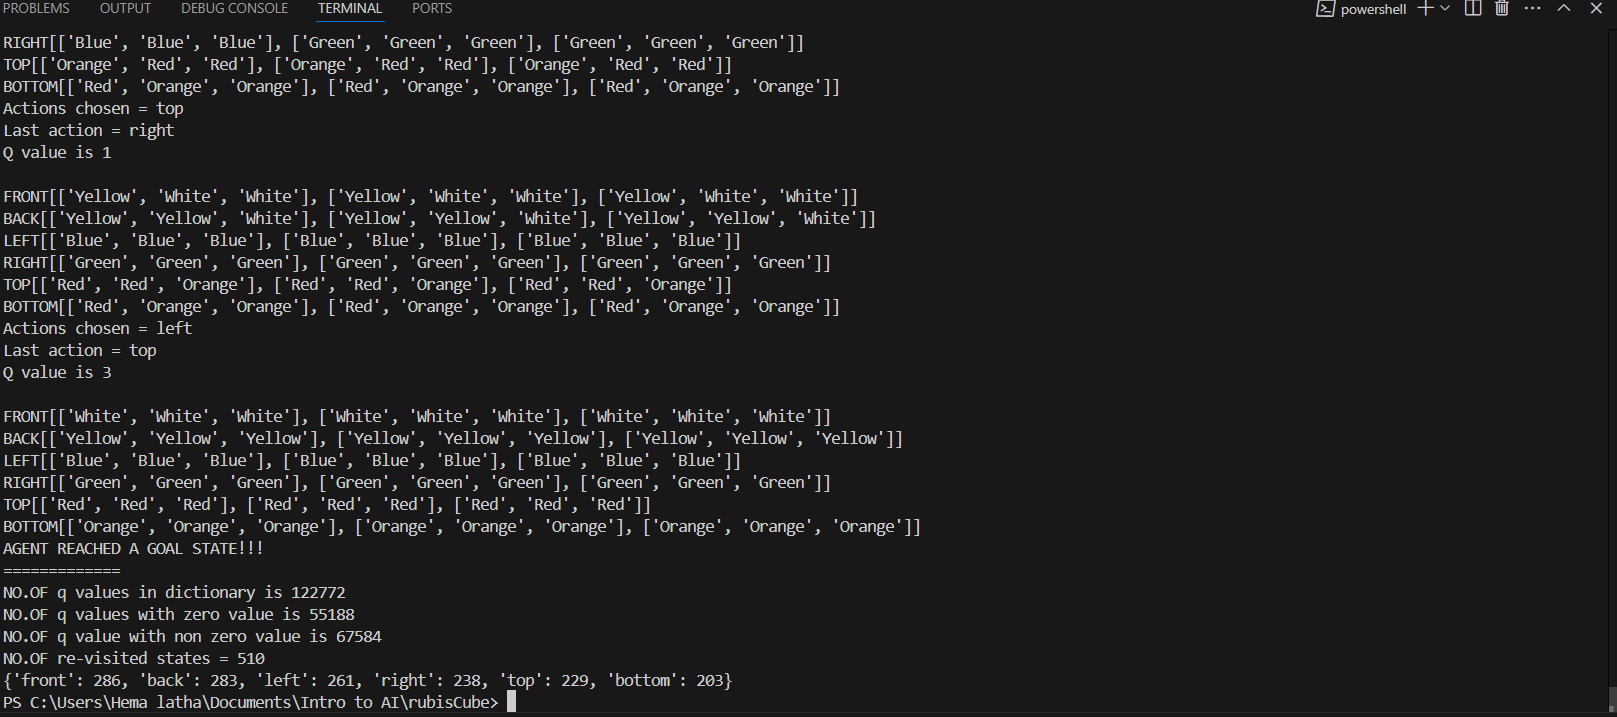 PROBLEMS OUTPUT DEBUG CONSOLE TERMINAL PORTS powershell
RIGHT[['Blue', 'Blue', 'Blue'], ['Green', 'Green', 'Green'], ['Green', 'Green', 'Green']]
TOP[['Orange', 'Red', 'Red'], ['Orange', 'Red', 'Red'], ['Orange', 'Red', 'Red']]
BOTTOM[['Red', 'Orange', 'Orange'], ['Red', 'Orange', 'Orange'], ['Red', 'Orange', 'Orange']]
Actions chosen = top
Last action = right
Q value is 1
FRONT[['Yellow', 'White', 'White'], ['Yellow', 'White', 'White'], ['Yellow', 'White', 'White']]
BACK[['Yellow', 'Yellow', 'White'], ['Yellow', 'Yellow', 'White'], ['Yellow', 'Yellow', 'White']]
LEFT[['Blue', 'Blue', 'Blue'], ['Blue', 'Blue', 'Blue'], ['Blue', 'Blue', 'Blue']]
RIGHT[['Green', 'Green', 'Green'], ['Green', 'Green', 'Green'], ['Green', 'Green', 'Green']]
TOP[['Red', 'Red', 'Orange'], ['Red', 'Red', 'Orange'], ['Red', 'Red', 'Orange']]
BOTTOM[['Red', 'Orange', 'Orange'], ['Red', 'Orange', 'Orange'], ['Red', 'Orange', 'Orange']]
Actions chosen = left
Last action = top
Q value is 3
FRONT[['White', 'White', 'White'], ['White', 'White', 'White'], ['White', 'White', 'White']]
BACK[['Yellow', 'Yellow', 'Yellow'], ['Yellow', 'Yellow', 'Yellow'], ['Yellow', 'Yellow', 'Yellow']]
LEFT[['Blue', 'Blue', 'Blue'], ['Blue', 'Blue', 'Blue'], ['Blue', 'Blue', 'Blue']]
RIGHT[['Green', 'Green', 'Green'], ['Green', 'Green', 'Green'], ['Green', 'Green', 'Green']]
TOP[['Red', 'Red', 'Red'], ['Red', 'Red', 'Red'], ['Red', 'Red', 'Red']]
BOTTOM[['Orange', 'Orange', 'Orange'], ['Orange', 'Orange', 'Orange'], ['Orange', 'Orange', 'Orange']]
AGENT REACHED A GOAL STATE!!!
=============
NO.OF q values in dictionary is 122772
NO.OF q values with zero value is 55188
NO.OF q value with non zero value is 67584
NO.OF re-visited states = 510
{'front': 286, 'back': 283, 'left': 261, 'right': 238, 'top': 229, 'bottom': 203}
PS C:\Users\Hema latha\Documents\Intro to AI\rubisCube>